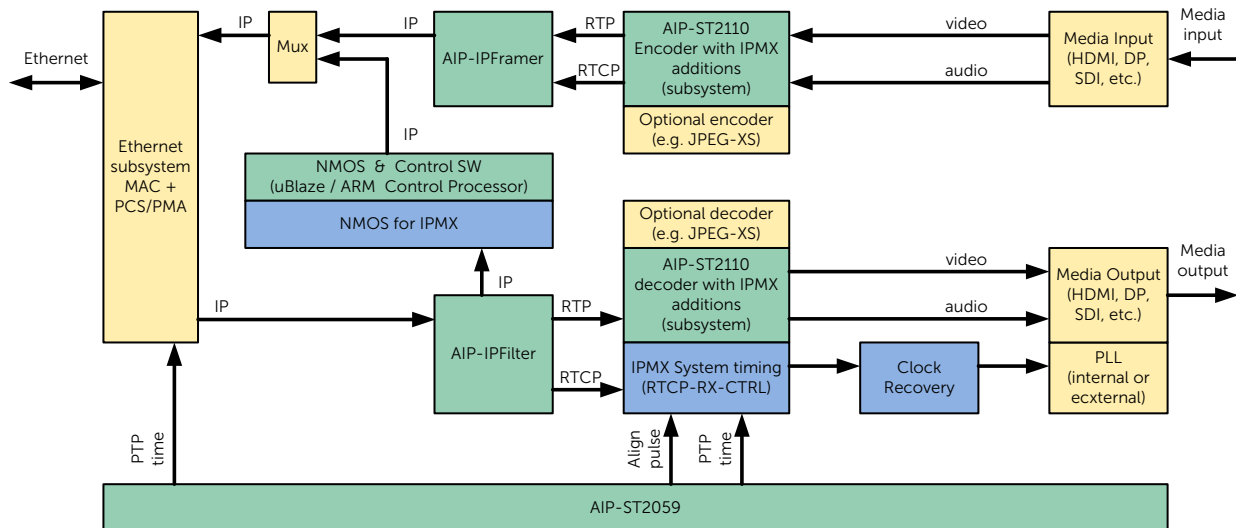 Ethernet
Ethernet
subsystem
MAC +
PCS/PMA
IP
Mux
IP
IP
AIP-IPFramer
RTP
RTCP
AIP-ST2110
Encoder with IPMX
additions
(subsystem)
Optional encoder
(e.g. JPEG-XS)
video
audio
Media Input
(HDMI, DP,
SDI, etc.)
Media
input
NMOS & Control SW
(uBlaze / ARM Control Processor)
NMOS for IPMX
IP
IP
AIP-IPFilter
RTP
RTCP
Optional decoder
(e.g. JPEG-XS)
AIP-ST2110
decoder with IPMX
additions
(subsystem)
IPMX System timing
(RTCP-RX-CTRL)
video
audio
Clock
Recovery
Media Output
(HDMI, DP,
SDI, etc.)
PLL
(internal or
ecxternal)
Media
output
PTP
time
Align
pulse
PTP
time
AIP-ST2059